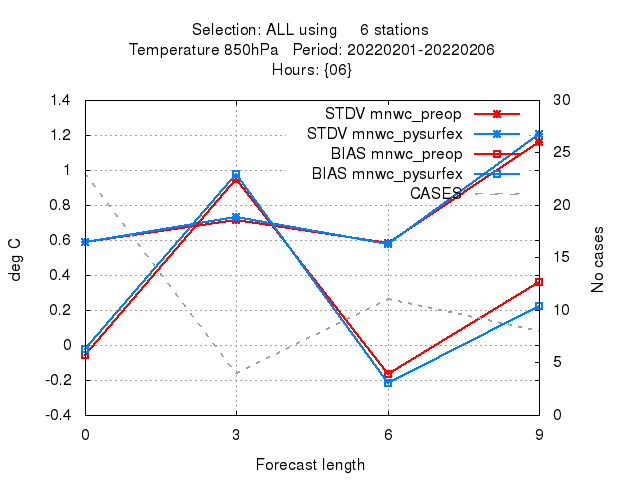 Selection: ALL using     6 stations
Temperature 850hPa   Period: 20220201-20220206
Hours: {06}
1.4
1.2
1
0.8
0.6
0.4
0.2
0
-0.2
-0.4
deg C
STDV mnwc_preop
STDV mnwc_pysurfex
BIAS mnwc_preop
BIAS mnwc_pysurfex
CASES
30
25
20
15
10
5
0
No cases
0 3 6 9
Forecast length